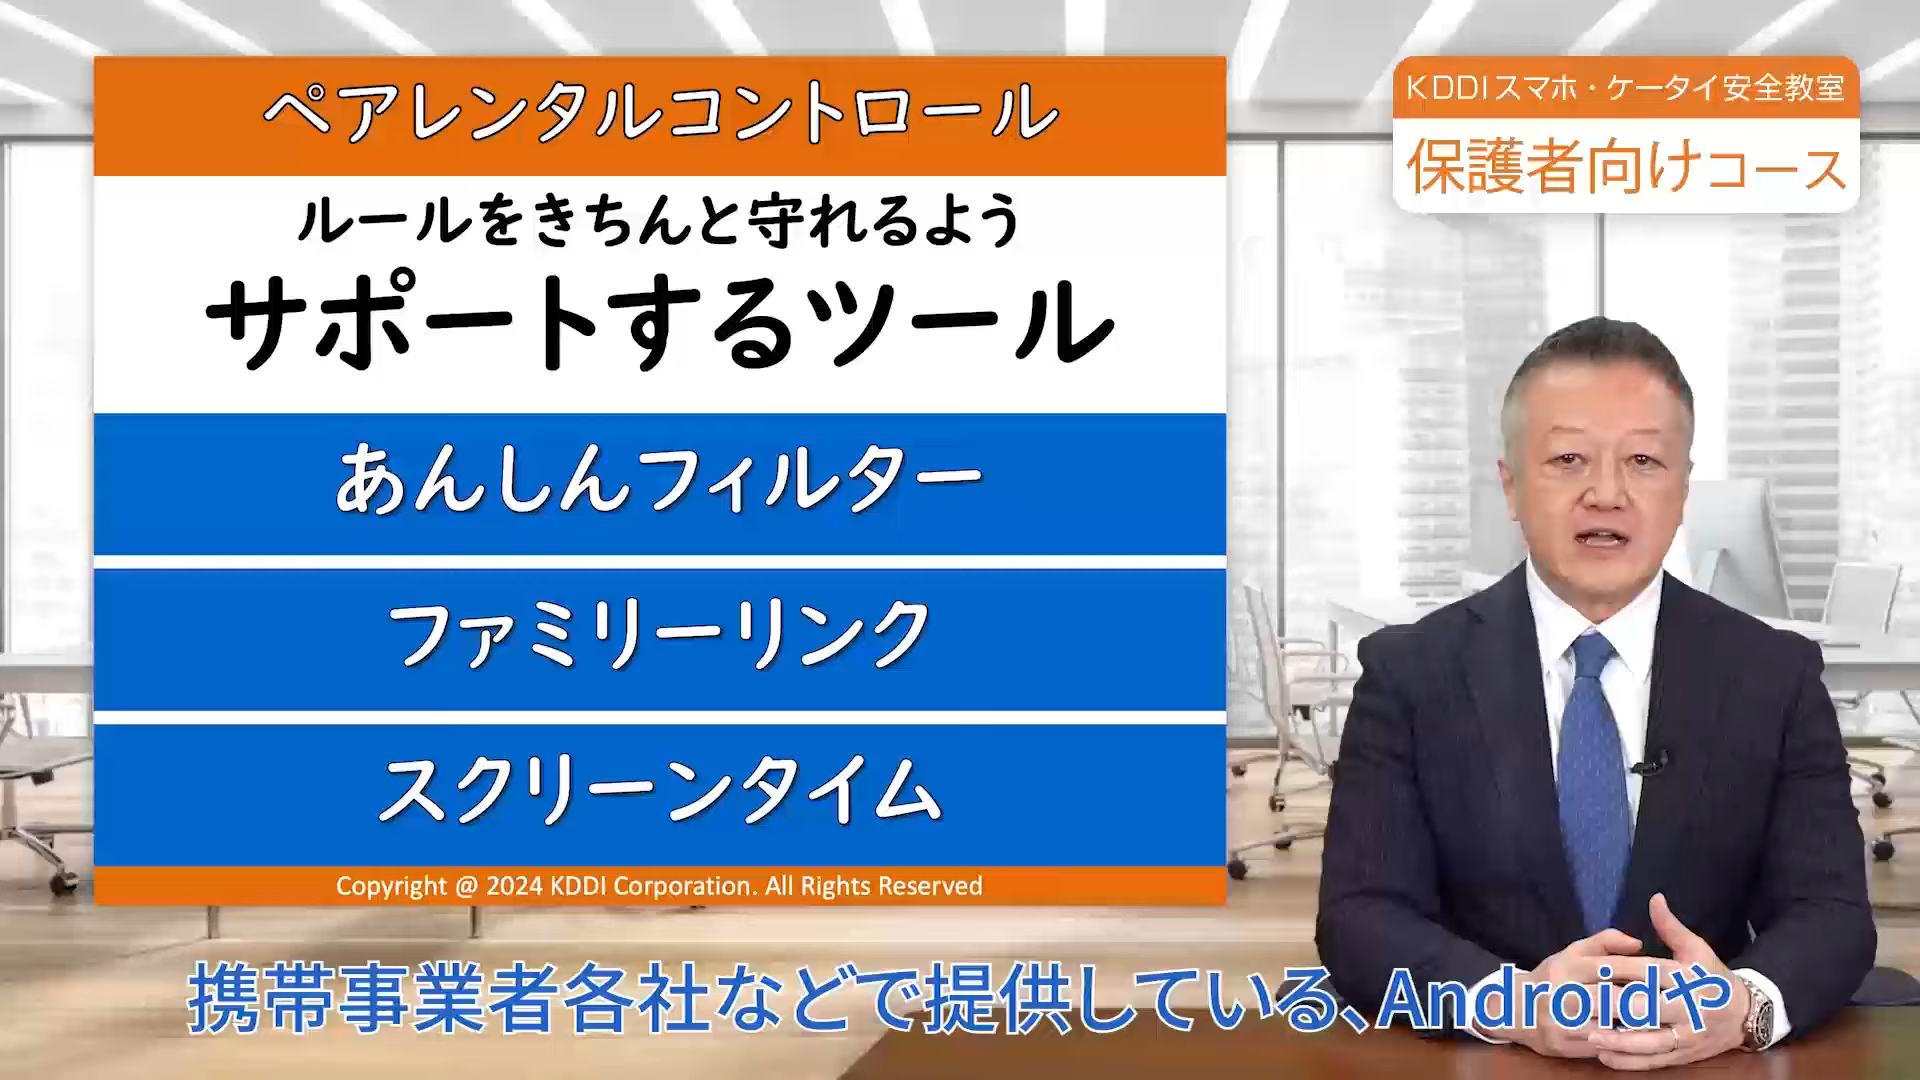 ペアレンタルコントロール
ルールをきちんと守れるよう
サポートするツール
あんしんフィルター
ファミリーリンク
スクリーンタイム
Copyright @ 2024 KDDI Corporation. All Rights Reserved
KDDIスマホ・ケータイ安全教室
保護者向けコース
携帯事業者各社などで提供している、Androidや